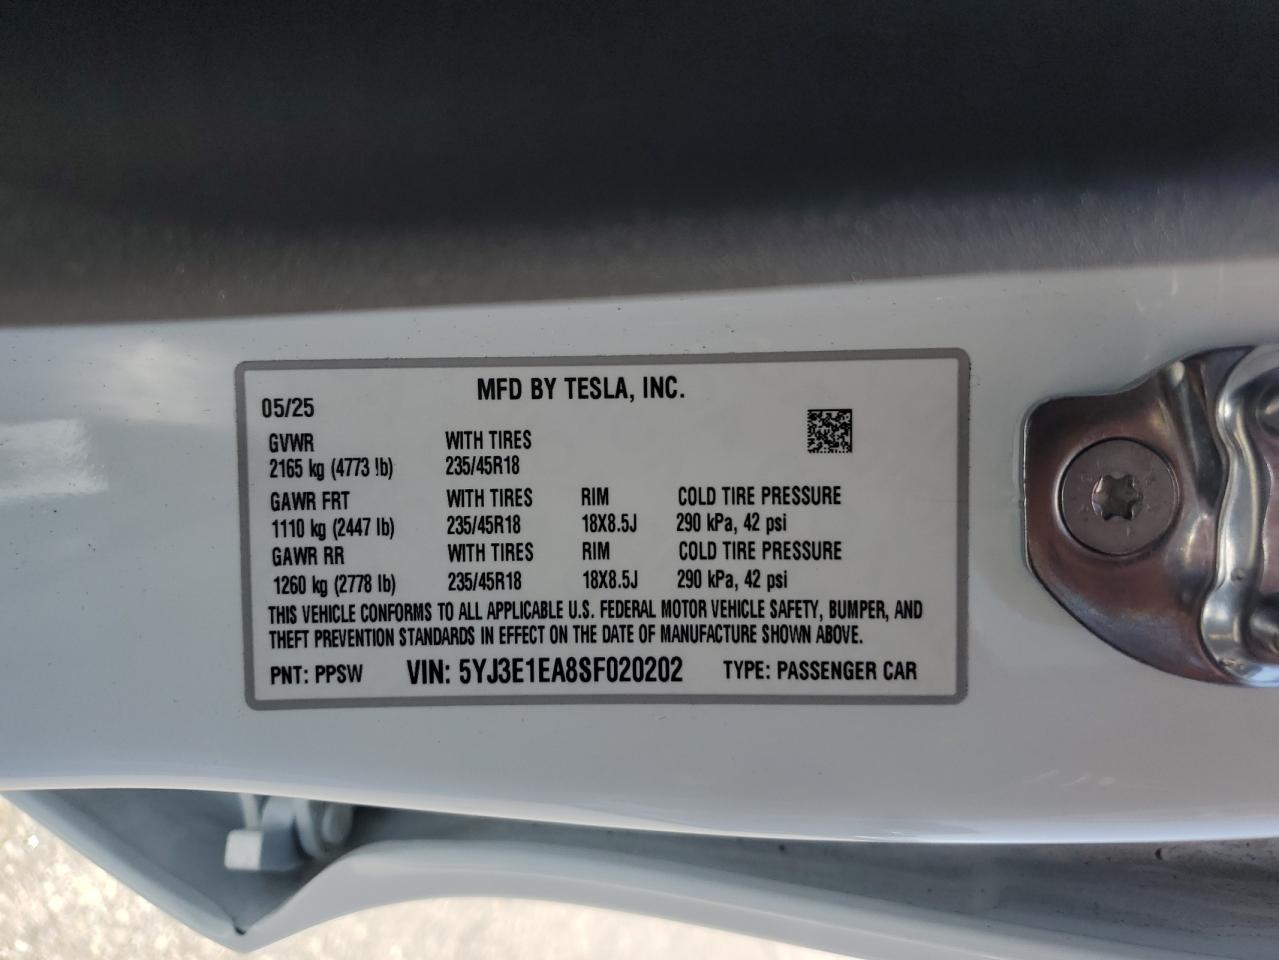 MFD BY TESLA, INC.
05/25
GVWR WITH TIRES
2165 kg (4773 lb) 235/45R18
GAWR FRT WITH TIRES RIM COLD TIRE PRESSURE
1110 kg (2447 lb) 235/45R18 18X8.5J 290 kPa, 42 psi
GAWR RR WITH TIRES RIM COLD TIRE PRESSURE
1260 kg (2778 lb) 235/45R18 18X8.5J 290 kPa, 42 psi
THIS VEHICLE CONFORMS TO ALL APPLICABLE U.S. FEDERAL MOTOR VEHICLE SAFETY, BUMPER, AND
THEFT PREVENTION STANDARDS IN EFFECT ON THE DATE OF MANUFACTURE SHOWN ABOVE.
PNT: PPSW VIN: 5YJ3E1EA8SF020202 TYPE: PASSENGER CAR